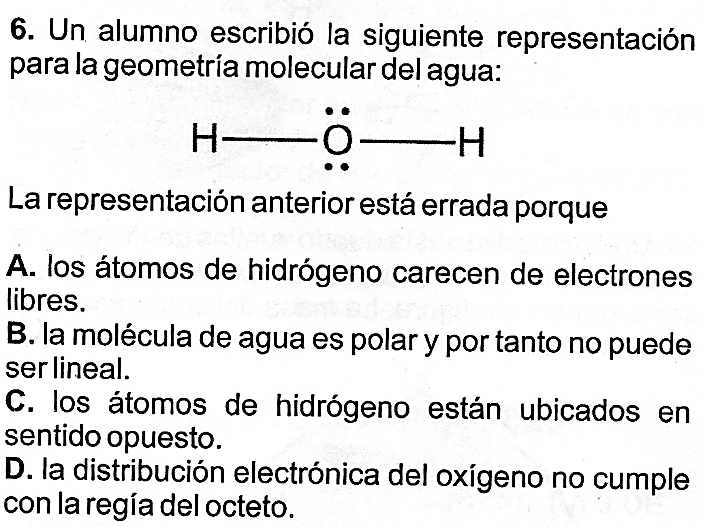 6. Un alumno escribió la siguiente representación
para la geometría molecular del agua:
H—O—H
La representación anterior está errada porque
A. los átomos de hidrógeno carecen de electrones
libres.
B. la molécula de agua es polar y por tanto no puede
ser lineal.
C. los átomos de hidrógeno están ubicados en
sentido opuesto.
D. la distribución electrónica del oxígeno no cumple
con la regía del octeto.